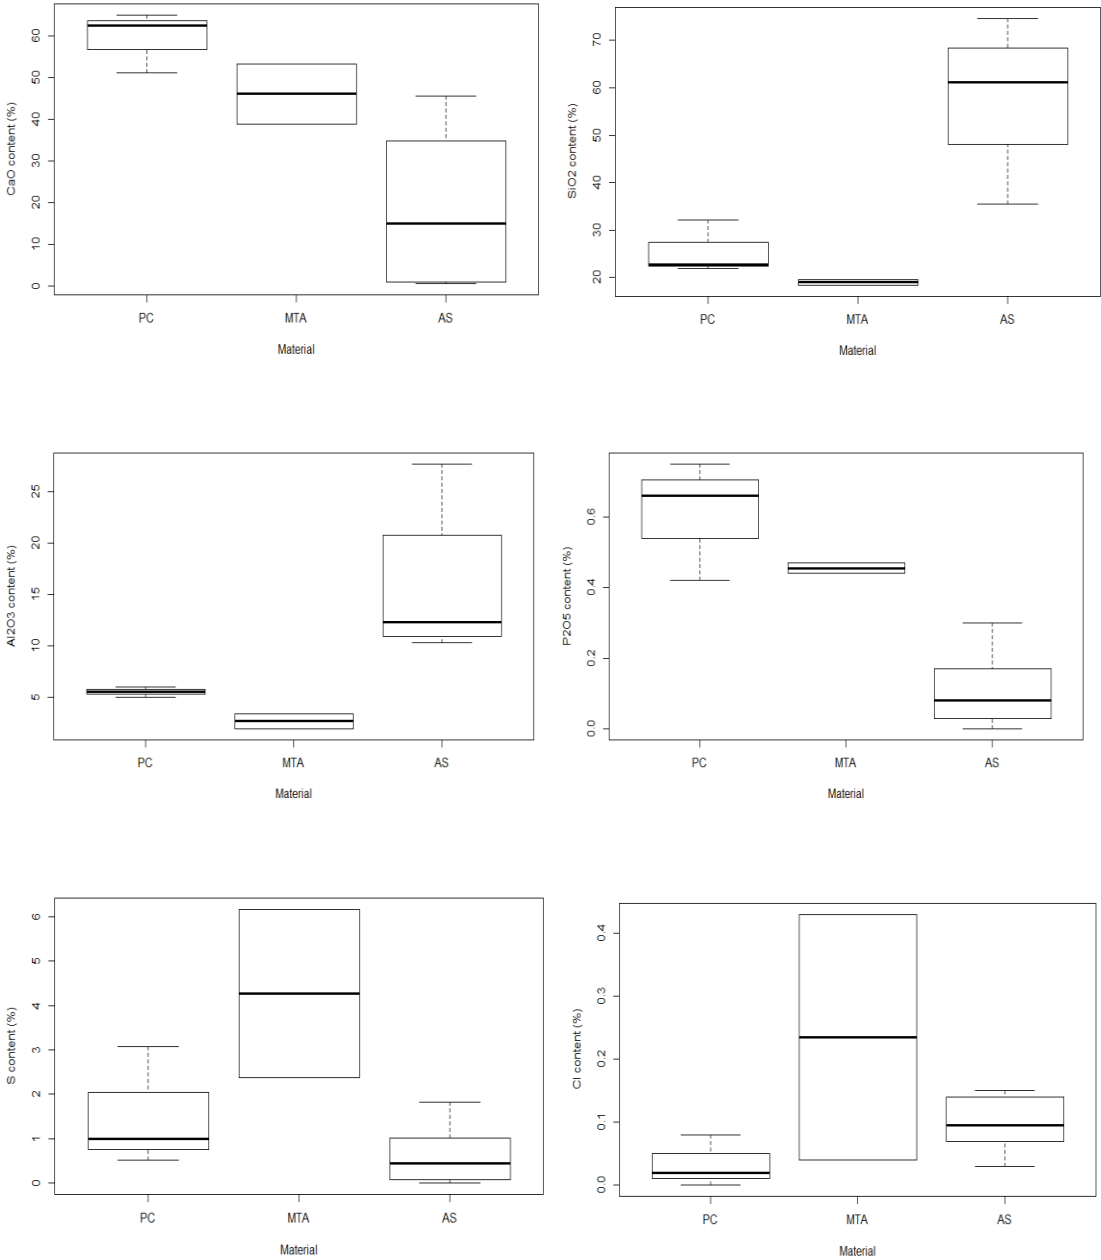 CaO content (%)
60
50
40
30
20
10
0
PC MTA AS
Material
SiO2 content (%)
70
60
50
40
30
20
PC MTA AS
Material
Al2O3 content (%)
25
20
15
10
5
PC MTA AS
Material
P2O5 content (%)
0.6
0.4
0.2
0.0
PC MTA AS
Material
S content (%)
6
5
4
3
2
1
0
PC MTA AS
Material
Cl content (%)
0.4
0.3
0.2
0.1
0.0
PC MTA AS
Material